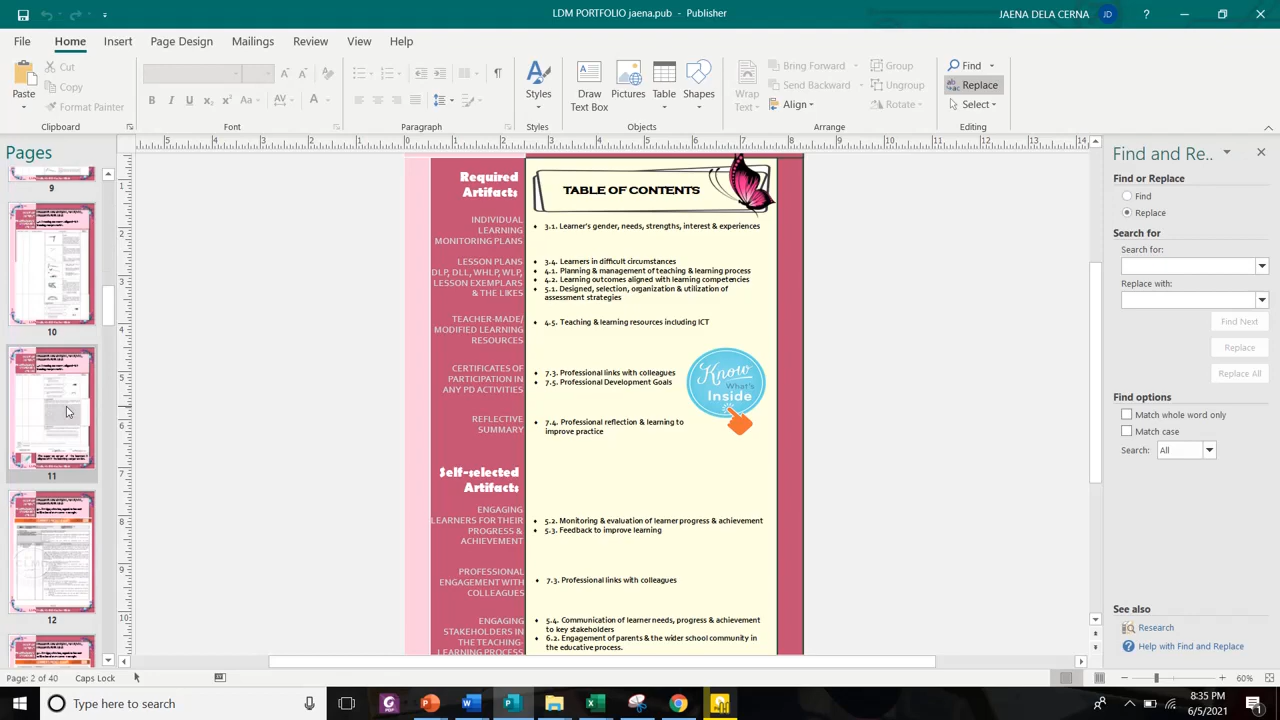 LDM PORTFOLIO jaena.pub - Publisher
JAENA DELA CERNA
JD
File Home Insert Page Design Mailings Review View Help
Paste
Cut
Copy
Format Painter
Clipboard
Font
Paragraph
Styles
Styles
Draw Text Box
Pictures
Table
Shapes
Objects
Wrap Text
Bring Forward
Send Backward
Align
Group
Ungroup
Rotate
Arrange
Find
Replace
Select
Editing
Pages
9
10
11
12
Required
Artifacts
TABLE OF CONTENTS
INDIVIDUAL
LEARNING
MONITORING PLANS
3.1. Learner's gender, needs, strengths, interest & experiences
LESSON PLANS
DLP, DLL, WHLP, WLP,
LESSON EXEMPLARS
& THE LIKES
3.4. Learners in difficult circumstances
4.1. Planning & management of teaching & learning process
4.2. Learning outcomes aligned with learning competencies
5.1. Designed, selection, organization & utilization of
assessment strategies
TEACHER-MADE/
MODIFIED LEARNING
RESOURCES
4.5. Teaching & learning resources including ICT
CERTIFICATES OF
PARTICIPATION IN
ANY PD ACTIVITIES
7.3. Professional links with colleagues
7.5. Professional Development Goals
Know
What's
Inside
REFLECTIVE
SUMMARY
7.4. Professional reflection & learning to
improve practice
Self-selected
Artifacts
ENGAGING
LEARNERS FOR THEIR
PROGRESS &
ACHIEVEMENT
5.2. Monitoring & evaluation of learner progress & achievement
5.3. Feedback to improve learning
PROFESSIONAL
ENGAGEMENT WITH
COLLEAGUES
7.3. Professional links with colleagues
ENGAGING
STAKEHOLDERS IN
THE TEACHING-
LEARNING PROCESS
5.4. Communication of learner needs, progress & achievement
to key stakeholders
6.2. Engagement of parents & the wider school community in
the educative process.
Find and Re..
Find or Replace
Find
Replace
Search for
Search for:
Replace with:
Find Next
Replace
Replace All
Find options
Match whole word only
Match case
Search: All
See also
Research
Help with Find and Replace
Page: 2 of 40 Caps Lock
60%
Type here to search
8:35 PM
6/5/2021